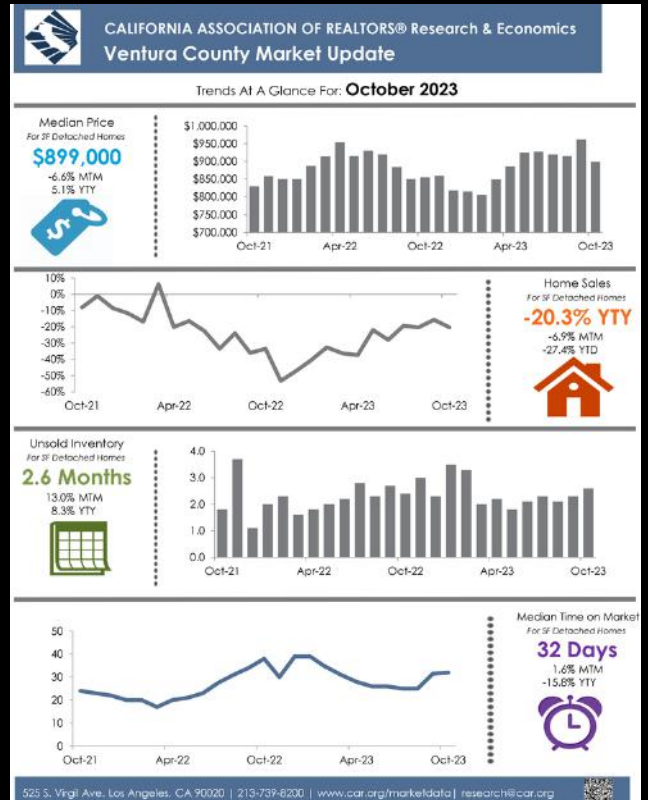 CALIFORNIA ASSOCIATION OF REALTORS® Research & Economics
Ventura County Market Update
Trends At A Glance For: October 2023
Median Price
For SF Detached Homes
$899,000
-6.6% MTM
5.1% YTY
$
$1,000,000
$950,000
$900,000
$850,000
$800,000
$750,000
$700,000
Oct-21 Apr-22 Oct-22 Apr-23 Oct-23
10%
0%
-10%
-20%
-30%
-40%
-50%
-60%
Oct-21 Apr-22 Oct-22 Apr-23 Oct-23
Home Sales
For SF Detached Homes
-20.3% YTY
-6.9% MTM
-27.4% YTD
Unsold Inventory
For SF Detached Homes
2.6 Months
13.0% MTM
8.3% YTY
4.0
3.0
2.0
1.0
0.0
Oct-21 Apr-22 Oct-22 Apr-23 Oct-23
50
40
30
20
10
0
Oct-21 Apr-22 Oct-22 Apr-23 Oct-23
Median Time on Market
For SF Detached Homes
32 Days
1.6% MTM
-15.8% YTY
525 S. Virgil Ave. Los Angeles, CA 90020 | 213-739-8200 | www.car.org/marketdata| research@car.org